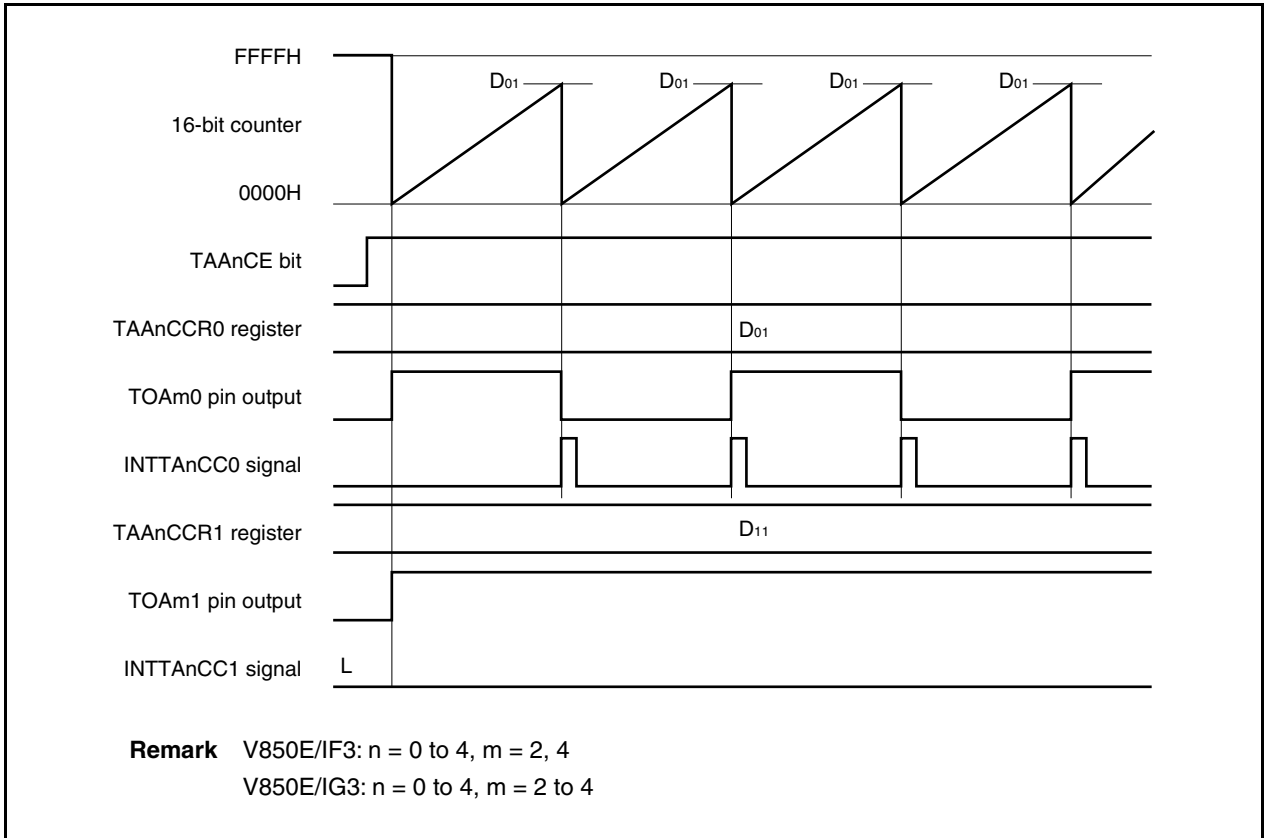 FFFFH
D01 D01 D01 D01
16-bit counter
0000H
TAAnCE bit
TAAnCCR0 register D01
TOAm0 pin output
INTTAnCC0 signal
TAAnCCR1 register D11
TOAm1 pin output
INTTAnCC1 signal L
Remark V850E/IF3: n = 0 to 4, m = 2, 4
V850E/IG3: n = 0 to 4, m = 2 to 4